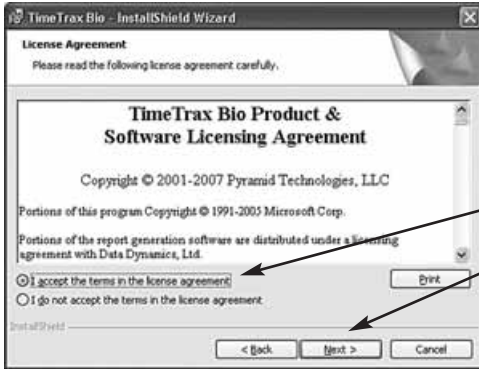 TimeTrax Bio - InstallShield Wizard
License Agreement
Please read the following license agreement carefully.
TimeTrax Bio Product &
Software Licensing Agreement
Copyright © 2001-2007 Pyramid Technologies, LLC
Portions of this program Copyright © 1991-2005 Microsoft Corp.
Portions of the report generation software are distributed under a licensing
agreement with Data Dynamics, Ltd.
I accept the terms in the license agreement
Print
I do not accept the terms in the license agreement
InstallShield
< Back Next > Cancel